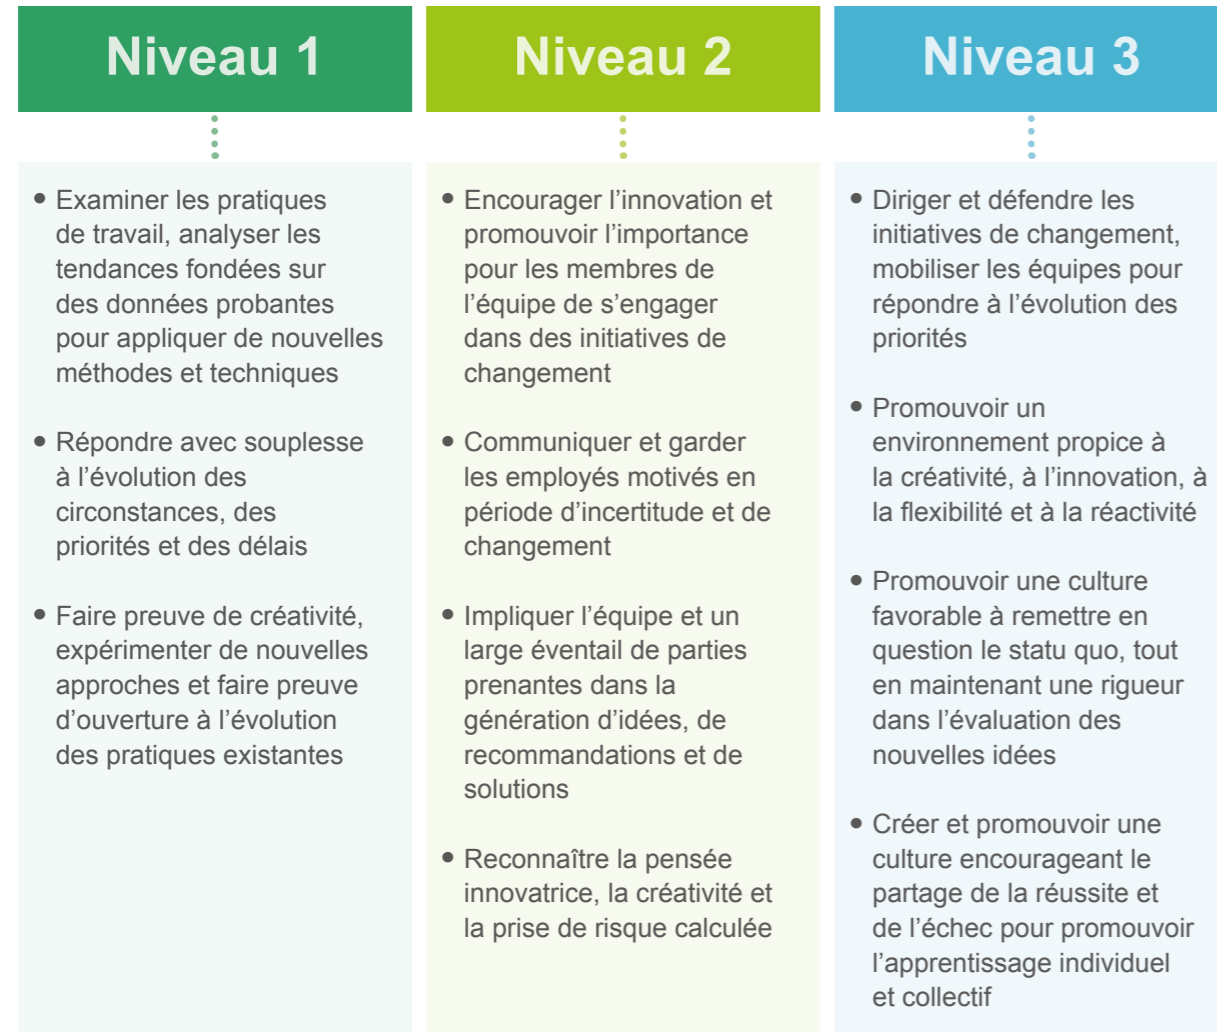 Niveau 1
• Examiner les pratiques
de travail, analyser les
tendances fondées sur
des données probantes
pour appliquer de nouvelles
méthodes et techniques
• Répondre avec souplesse
à l’évolution des
circonstances, des
priorités et des délais
• Faire preuve de créativité,
expérimenter de nouvelles
approches et faire preuve
d’ouverture à l’évolution
des pratiques existantes
Niveau 2
• Encourager l’innovation et
promouvoir l’importance
pour les membres de
l’équipe de s’engager
dans des initiatives de
changement
• Communiquer et garder
les employés motivés en
période d’incertitude et de
changement
• Impliquer l’équipe et un
large éventail de parties
prenantes dans la
génération d’idées, de
recommandations et de
solutions
• Reconnaître la pensée
innovatrice, la créativité et
la prise de risque calculée
Niveau 3
• Diriger et défendre les
initiatives de changement,
mobiliser les équipes pour
répondre à l’évolution des
priorités
• Promouvoir un
environnement propice à
la créativité, à l’innovation, à
la flexibilité et à la réactivité
• Promouvoir une culture
favorable à remettre en
question le statu quo, tout
en maintenant une rigueur
dans l’évaluation des
nouvelles idées
• Créer et promouvoir une
culture encourageant le
partage de la réussite et
de l’échec pour promouvoir
l’apprentissage individuel
et collectif